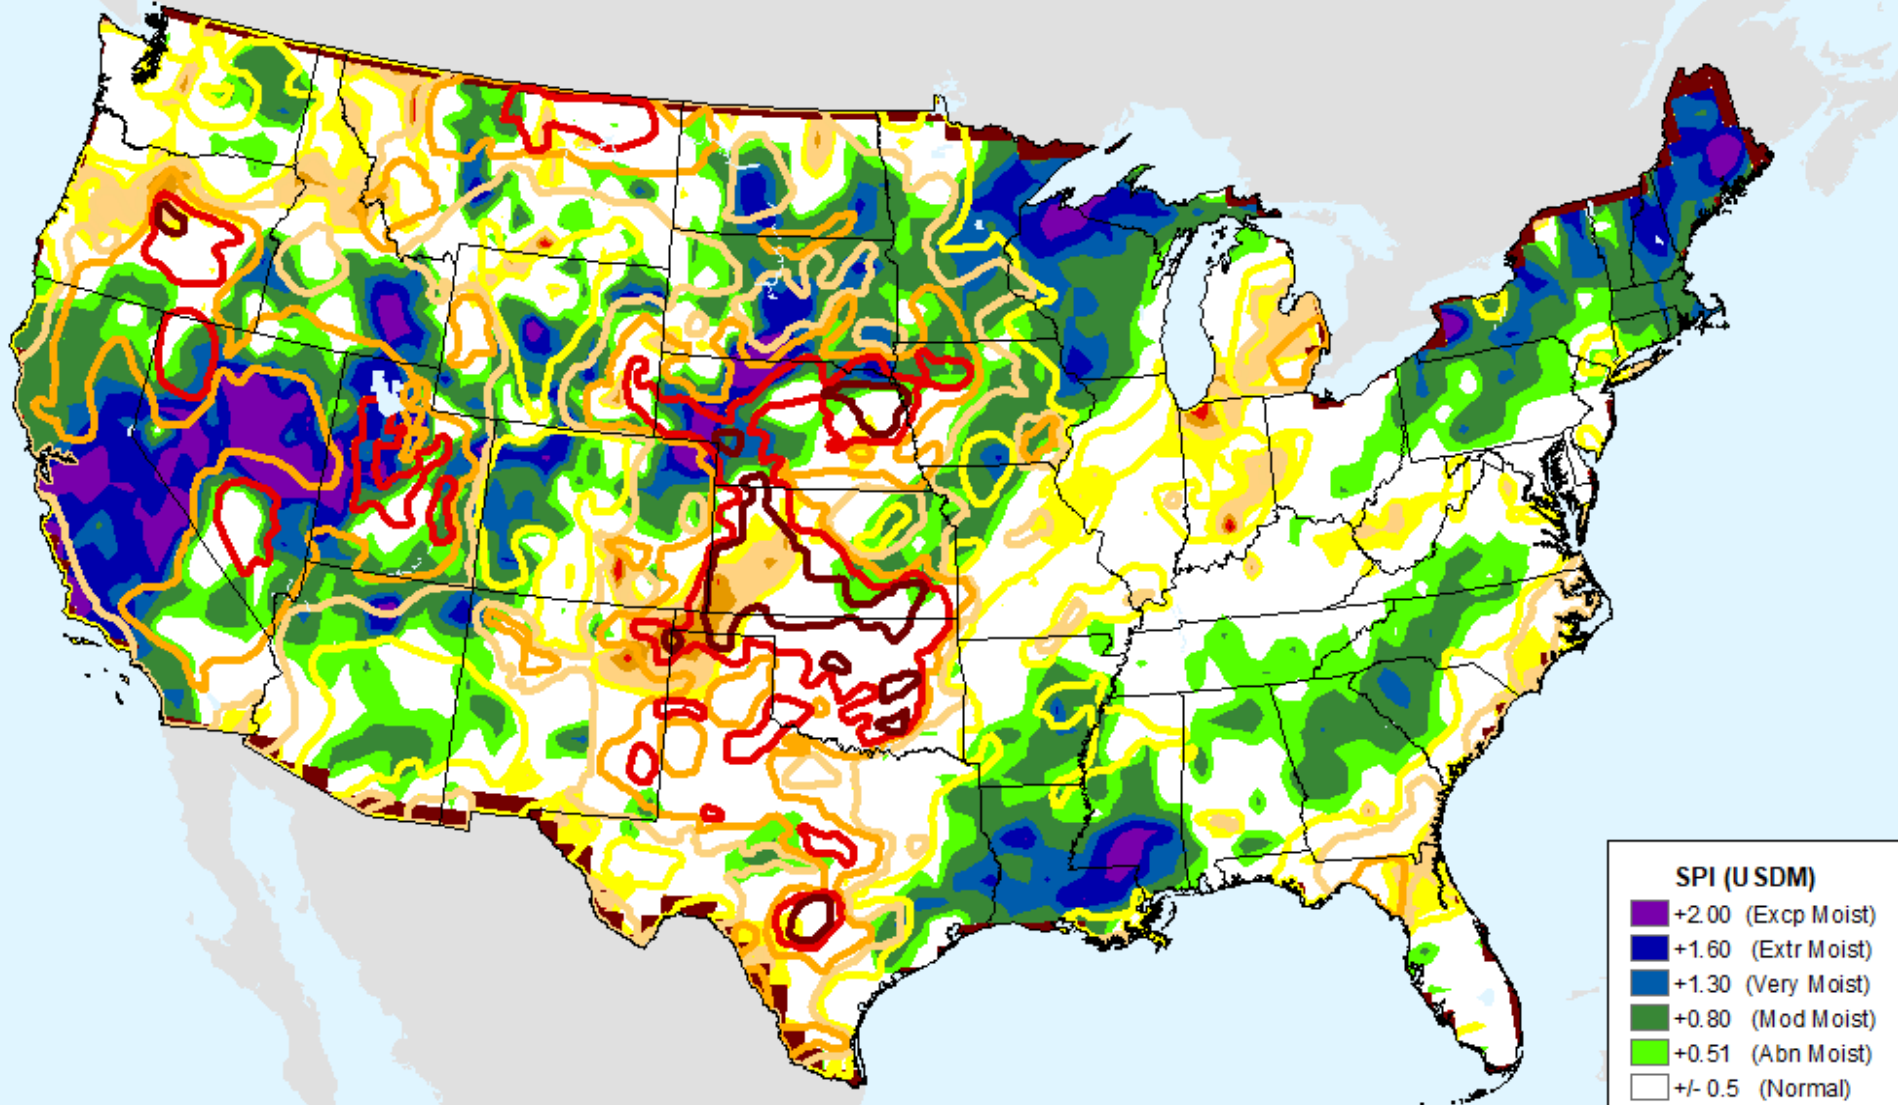 SPI (USDM)
+2.00 (Excp Moist)
+1.60 (Extr Moist)
+1.30 (Very Moist)
+0.80 (Mod Moist)
+0.51 (Abn Moist)
+/- 0.5 (Normal)